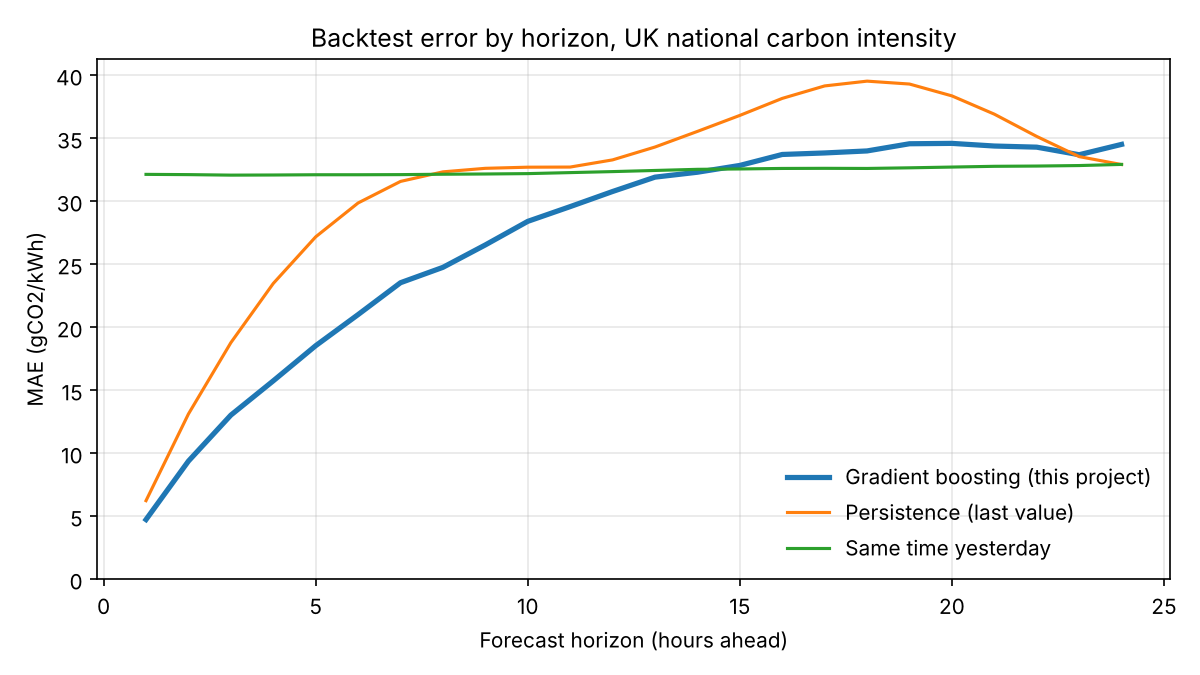 Backtest error by horizon, UK national carbon intensity
MAE (gCO2/kWh)
40
35
30
25
20
15
10
5
0
0 5 10 15 20 25
Forecast horizon (hours ahead)
Gradient boosting (this project)
Persistence (last value)
Same time yesterday